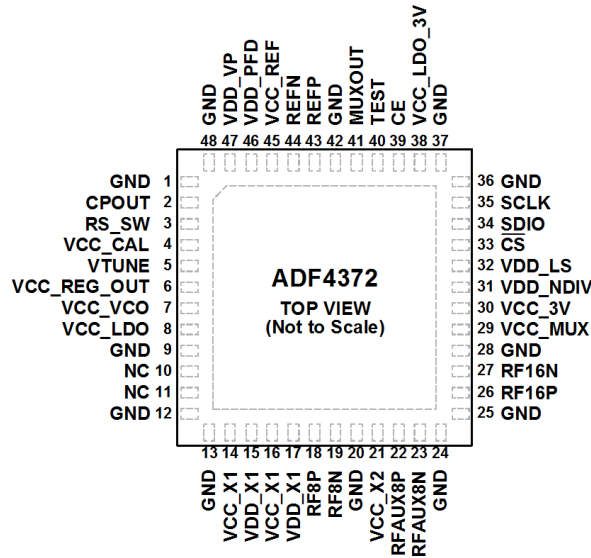 48 GND
47 VDD_VP
46 VDD_PFD
45 VCC_REF
44 REFN
43 REFP
42 GND
41 MUXOUT
40 TEST
39 CE
38 VCC_LDO_3V
37 GND
GND 1
CPOUT 2
RS_SW 3
VCC_CAL 4
VTUNE 5
VCC_REG_OUT 6
VCC_VCO 7
VCC_LDO 8
GND 9
NC 10
NC 11
GND 12
ADF4372
TOP VIEW
(Not to Scale)
36 GND
35 SCLK
34 SDIO
33 CS
32 VDD_LS
31 VDD_NDIV
30 VCC_3V
29 VCC_MUX
28 GND
27 RF16N
26 RF16P
25 GND
13 GND
14 VCC_X1
15 VDD_X1
16 VCC_X1
17 VDD_X1
18 RF8P
19 RF8N
20 GND
21 VCC_X2
22 RFAUX8P
23 RFAUX8N
24 GND